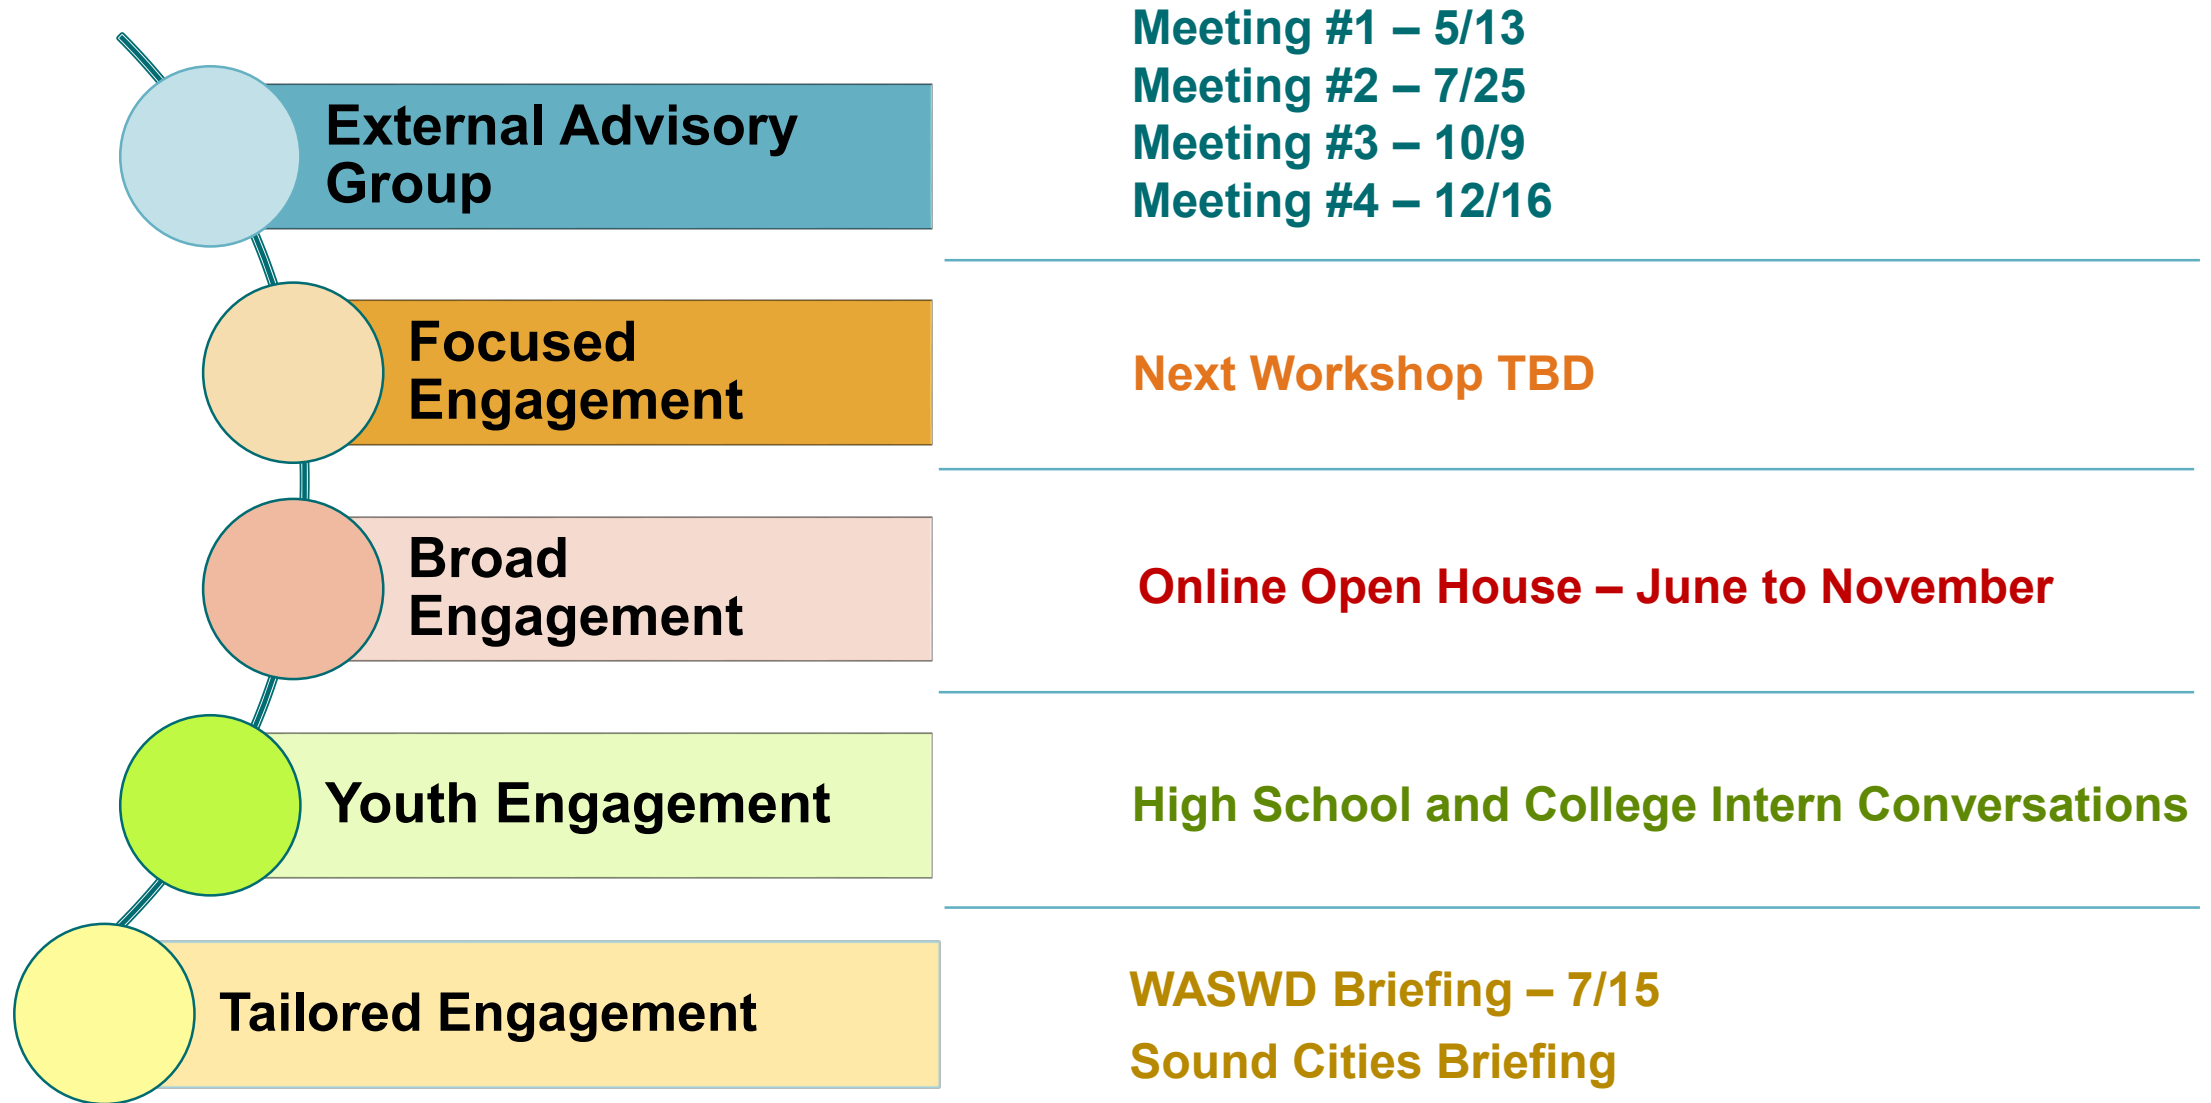 External Advisory
Group
Meeting #1 – 5/13
Meeting #2 – 7/25
Meeting #3 – 10/9
Meeting #4 – 12/16
Focused
Engagement
Next Workshop TBD
Broad
Engagement
Online Open House – June to November
Youth Engagement
High School and College Intern Conversations
Tailored Engagement
WASWD Briefing – 7/15
Sound Cities Briefing